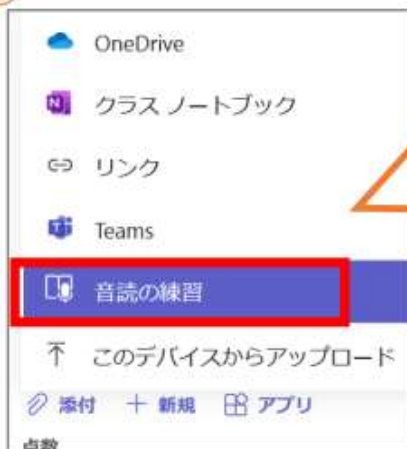 OneDrive
クラス ノートブック
リンク
Teams
音読の練習
このデバイスからアップロード
添付 新規 アプリ
点数